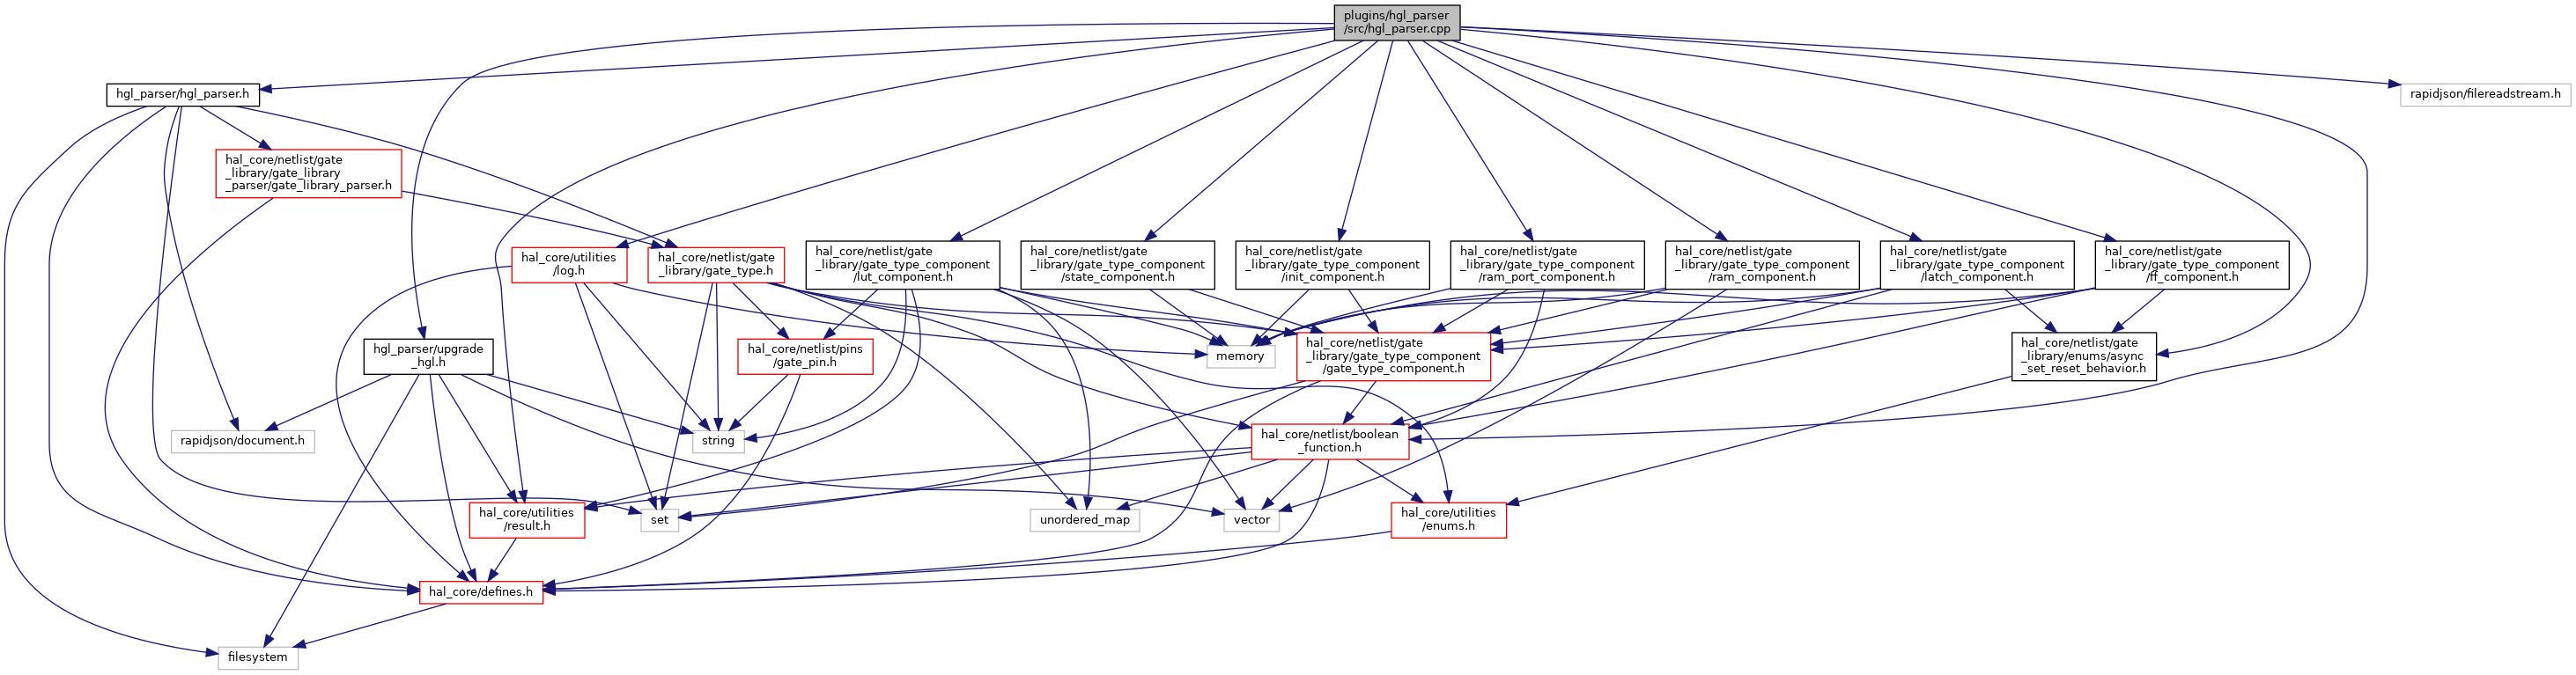 plugins/hgl_parser
/src/hgl_parser.cpp
hgl_parser/hgl_parser.h
rapidjson/filereadstream.h
hal_core/netlist/gate
_library/gate_library
_parser/gate_library_parser.h
hal_core/utilities
/log.h
hal_core/netlist/gate
_library/gate_type.h
hal_core/netlist/gate
_library/gate_type_component
/lut_component.h
hal_core/netlist/gate
_library/gate_type_component
/state_component.h
hal_core/netlist/gate
_library/gate_type_component
/init_component.h
hal_core/netlist/gate
_library/gate_type_component
/ram_port_component.h
hal_core/netlist/gate
_library/gate_type_component
/ram_component.h
hal_core/netlist/gate
_library/gate_type_component
/latch_component.h
hal_core/netlist/gate
_library/gate_type_component
/ff_component.h
hgl_parser/upgrade
_hgl.h
hal_core/netlist/pins
/gate_pin.h
memory
hal_core/netlist/gate
_library/gate_type_component
/gate_type_component.h
hal_core/netlist/gate
_library/enums/async
_set_reset_behavior.h
rapidjson/document.h
string
hal_core/netlist/boolean
_function.h
hal_core/utilities
/result.h
set
unordered_map
vector
hal_core/utilities
/enums.h
hal_core/defines.h
filesystem